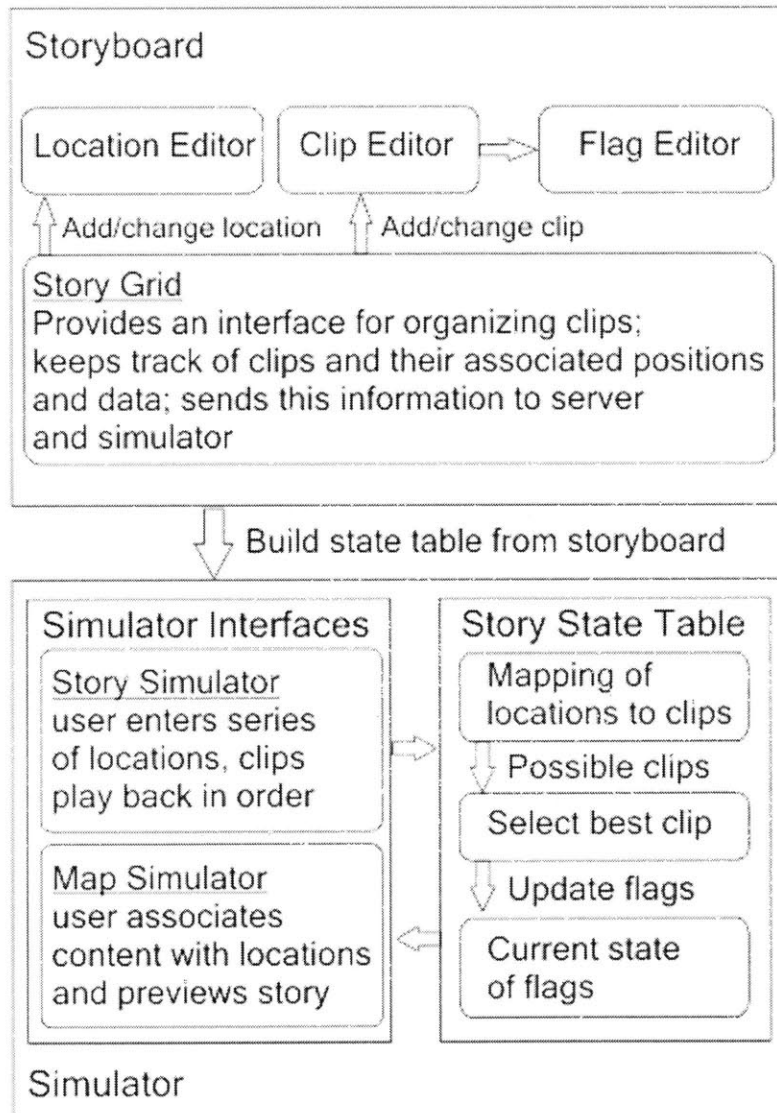 Storyboard
Location Editor
Clip Editor
Flag Editor
Add/change location
Add/change clip
Story Grid
Provides an interface for organizing clips;
keeps track of clips and their associated positions
and data; sends this information to server
and simulator
Build state table from storyboard
Simulator Interfaces
Story Simulator
user enters series
of locations, clips
play back in order
Map Simulator
user associates
content with locations
and previews story
Story State Table
Mapping of
locations to clips
Possible clips
Select best clip
Update flags
Current state
of flags
Simulator